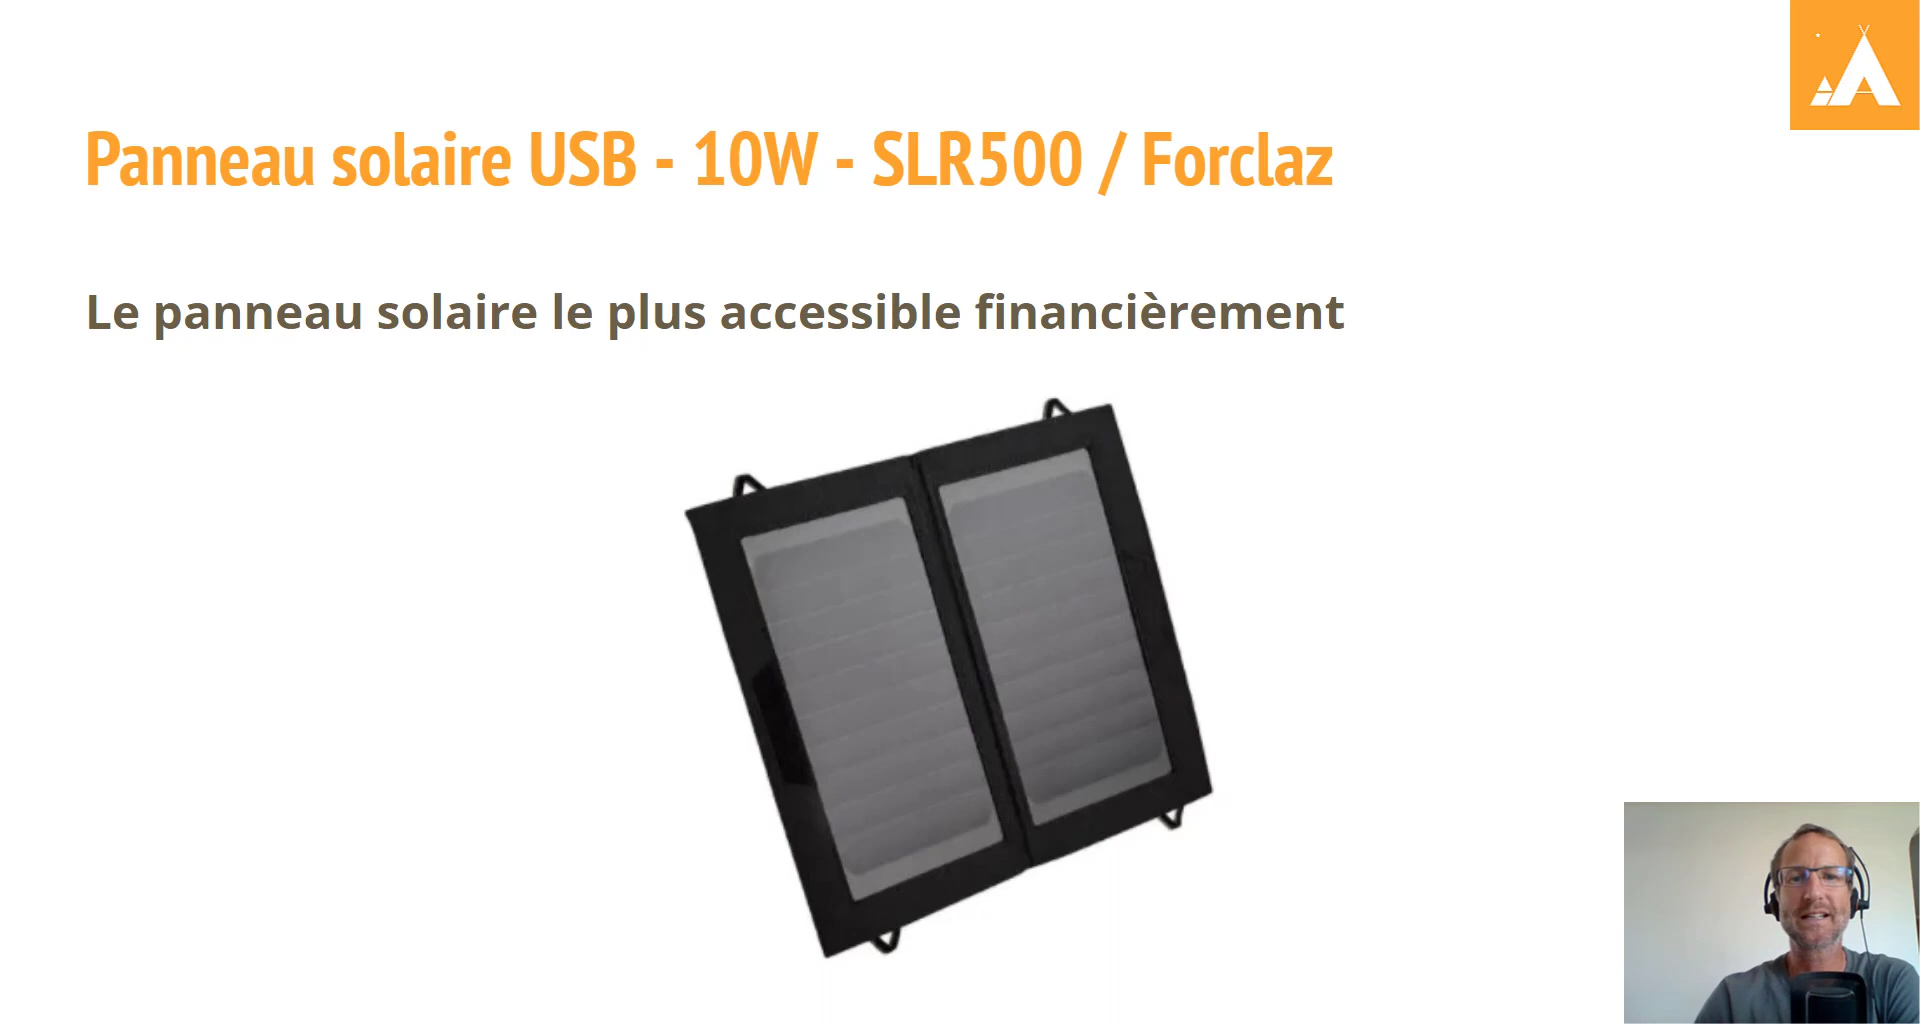 Panneau solaire USB - 10W - SLR500 / Forclaz
Le panneau solaire le plus accessible financièrement